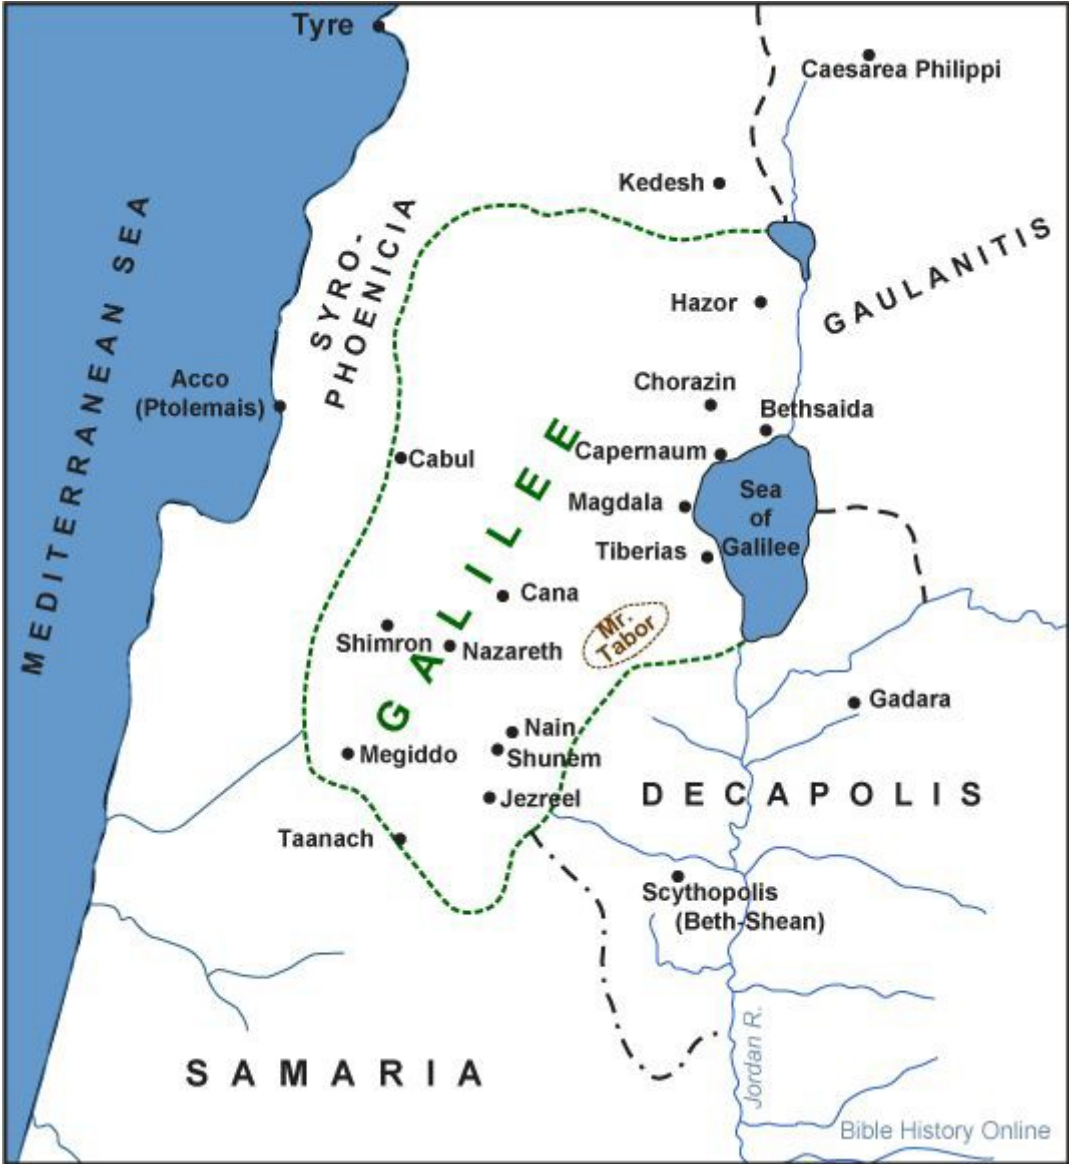 Tyre
Caesarea Philippi
Kedesh
MEDITERRANEAN SEA
SYRO-
PHOENICIA
GAULANITIS
Hazor
Acco
(Ptolemais)
Chorazin
Bethsaida
Cabul
Capernaum
GALILEE
Magdala
Sea
of
Galilee
Tiberias
Cana
Mr.
Tabor
Shimron
Nazareth
Gadara
Nain
Megiddo
Shunem
DECAPOLIS
Jezreel
Taanach
Scythopolis
(Beth-Shean)
SAMARIA
Jordan R.
Bible History Online